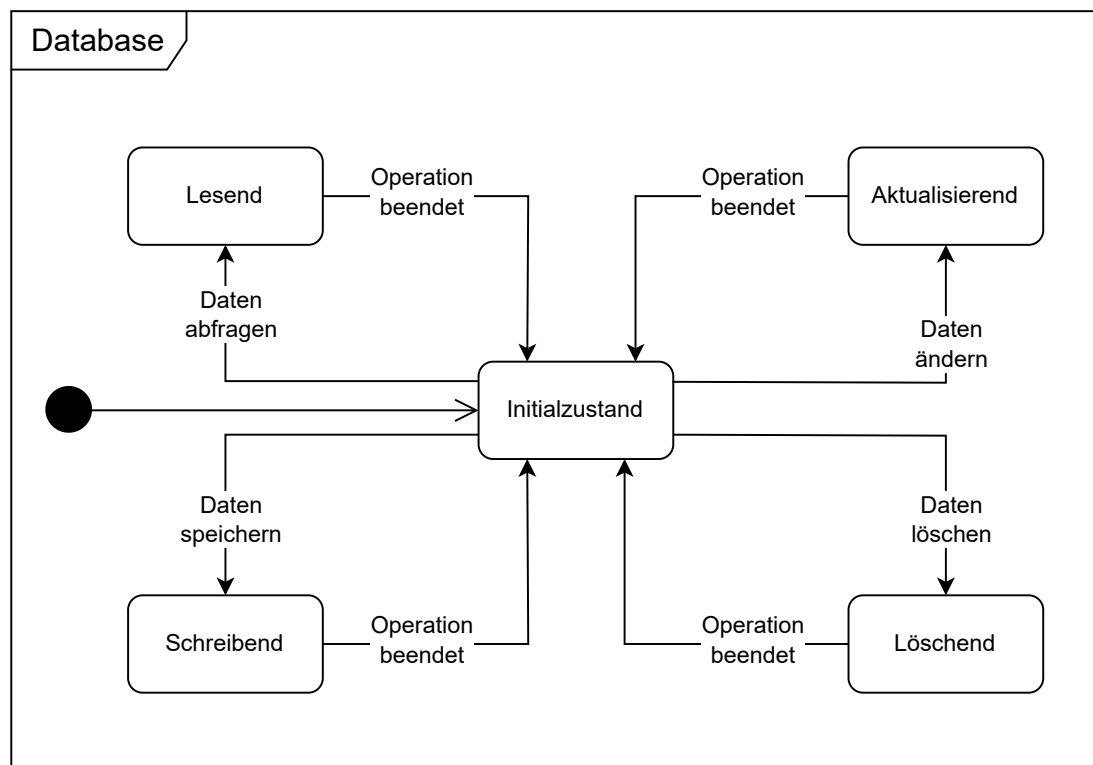 Database
Lesend
Operation
beendet
Operation
beendet
Aktualisierend
Daten
abfragen
Daten
ändern
Initialzustand
Daten
speichern
Daten
löschen
Schreibend
Operation
beendet
Operation
beendet
Löschend